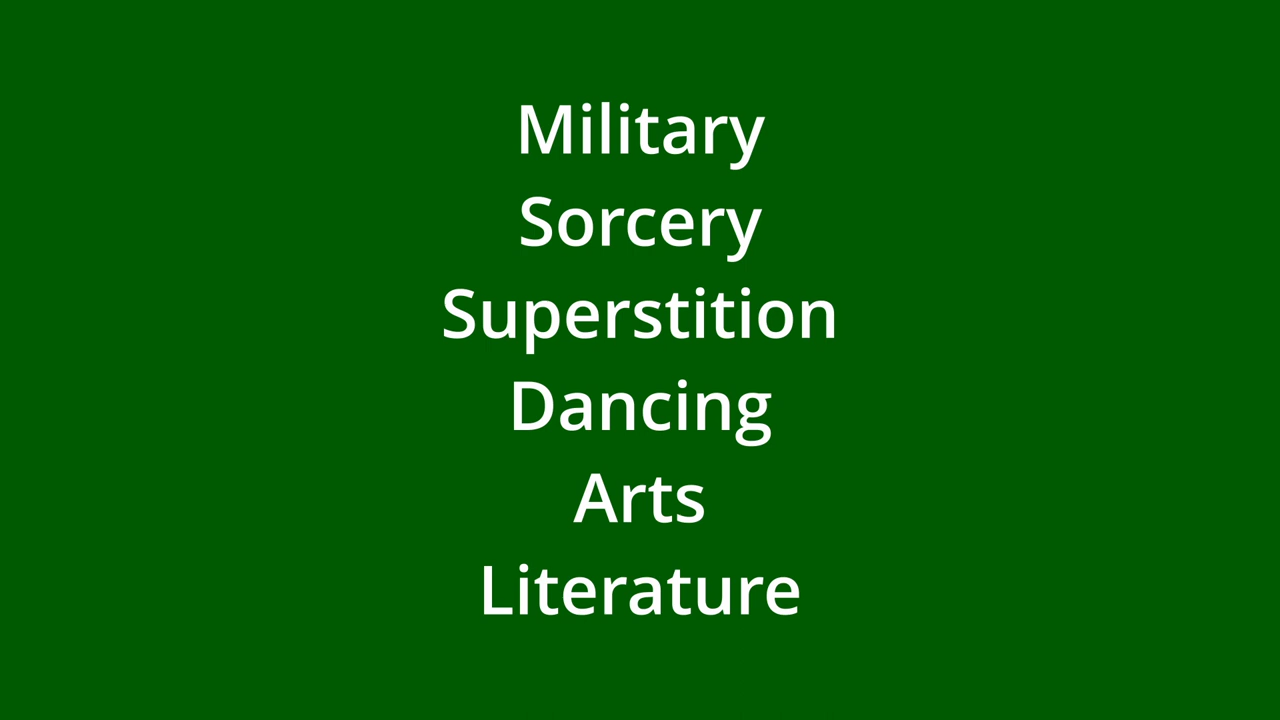 Military
Sorcery
Superstition
Dancing
Arts
Literature